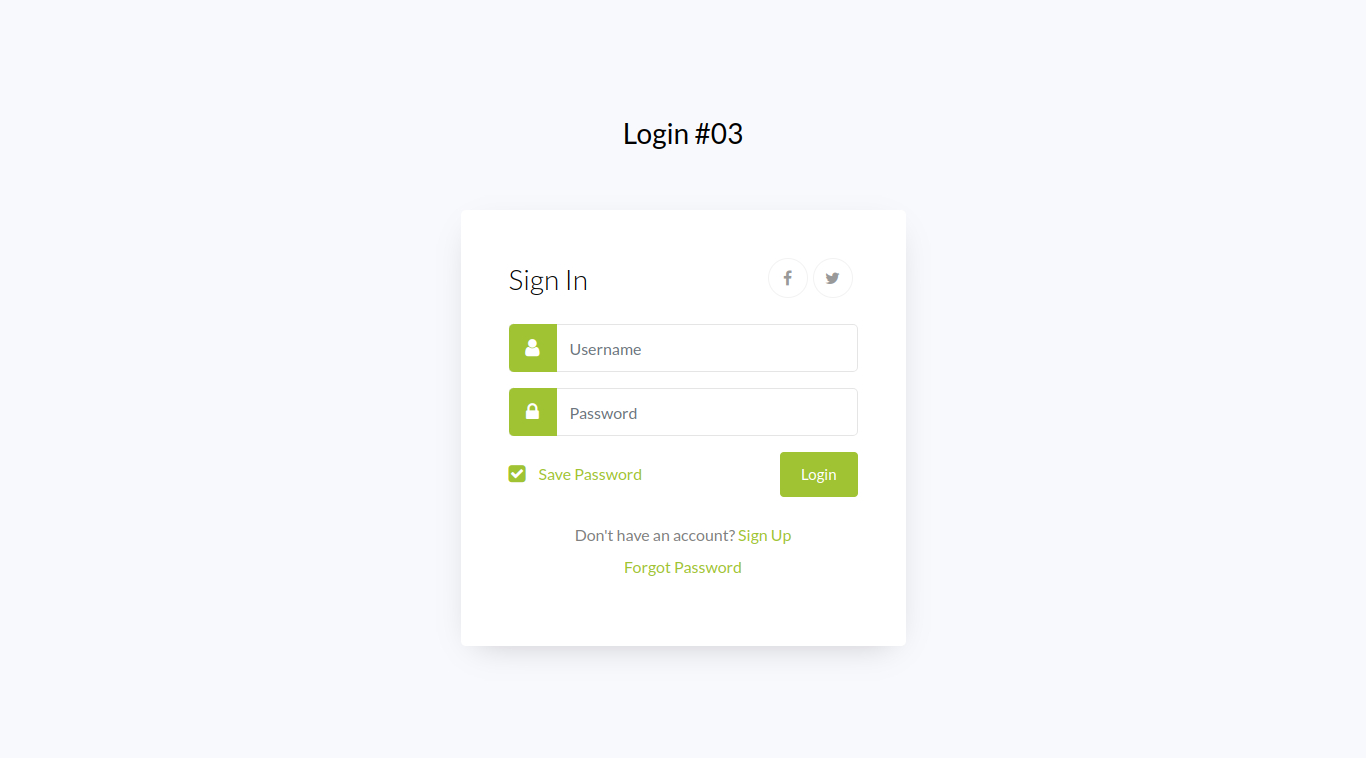 Login #03
Sign In
Username
Password
Save Password
Login
Don't have an account? Sign Up
Forgot Password